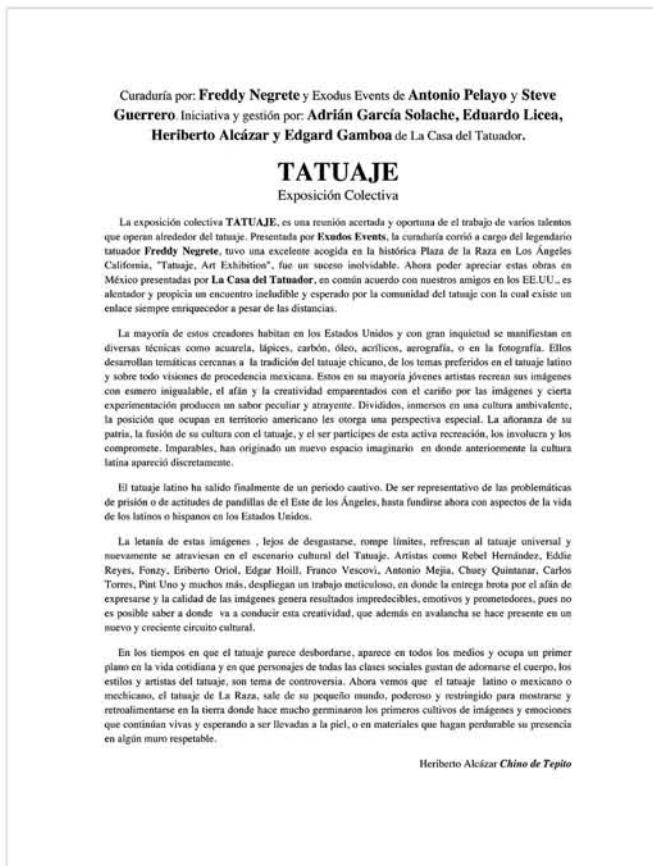 Curaduría por: Freddy Negrete y Exodus Events de Antonio Pelayo y Steve
Guerrero. Iniciativa y gestión por: Adrián García Solache, Eduardo Licea,
Heriberto Alcázar y Edgard Gamboa de La Casa del Tatuador.
TATUAJE
Exposición Colectiva
La exposición colectiva TATUAJE, es una reunión acertada y oportuna de el trabajo de varios talentos
que operan alrededor del tatuaje. Presentada por Exudos Events, la curaduría corrió a cargo del legendario
tatuador Freddy Negrete, tuvo una excelente acogida en la histórica Plaza de la Raza en Los Ángeles
California, "Tatuaje, Art Exhibition", fue un suceso inolvidable. Ahora poder apreciar estas obras en
México presentadas por La Casa del Tatuador, en común acuerdo con nuestros amigos en los EE.UU., es
alentador y propicia un encuentro ineludible y esperado por la comunidad del tatuaje con la cual existe un
enlace siempre enriquecedor a pesar de las distancias.
La mayoría de estos creadores habitan en los Estados Unidos y con gran inquietud se manifiestan en
diversas técnicas como acuarela, lápices, carbón, óleo, acrílicos, aerografía, o en la fotografía. Ellos
desarrollan temáticas cercanas a la tradición del tatuaje chicano, de los temas preferidos en el tatuaje latino
y sobre todo visiones de procedencia mexicana. Estos en su mayoría jóvenes artistas recrean sus imágenes
con esmero inigualable, el afán y la creatividad emparentados con el cariño por las imágenes y cierta
experimentación producen un sabor peculiar y atrayente. Divididos, inmersos en una cultura ambivalente,
la posición que ocupan en territorio americano les otorga una perspectiva especial. La añoranza de su
patria, la fusión de su cultura con el tatuaje, y el ser partícipes de esta activa recreación, los involucra y los
compromete. Imparables, han originado un nuevo espacio imaginario en donde anteriormente la cultura
latina apareció discretamente.
El tatuaje latino ha salido finalmente de un periodo cautivo. De ser representativo de las problemáticas
de prisión o de actitudes de pandillas de el Este de los Ángeles, hasta fundirse ahora con aspectos de la vida
de los latinos o hispanos en los Estados Unidos.
La letanía de estas imágenes , lejos de desgastarse, rompe límites, refrescan al tatuaje universal y
nuevamente se atraviesan en el escenario cultural del Tatuaje. Artistas como Rebel Hernández, Eddie
Reyes, Fonzy, Eriberto Oriol, Edgar Hoill, Franco Vescovi, Antonio Mejia, Chuey Quintanar, Carlos
Torres, Pint Uno y muchos más, despliegan un trabajo meticuloso, en donde la entrega brota por el afán de
expresarse y la calidad de las imágenes genera resultados impredecibles, emotivos y prometedores, pues no
es posible saber a donde va a conducir esta creatividad, que además en avalancha se hace presente en un
nuevo y creciente circuito cultural.
En los tiempos en que el tatuaje parece desbordarse, aparece en todos los medios y ocupa un primer
plano en la vida cotidiana y en que personajes de todas las clases sociales gustan de adornarse el cuerpo, los
estilos y artistas del tatuaje, son tema de controversia. Ahora vemos que el tatuaje latino o mexicano o
mechicano, el tatuaje de La Raza, sale de su pequeño mundo, poderoso y restringido para mostrarse y
retroalimentarse en la tierra donde hace mucho germinaron los primeros cultivos de imágenes y emociones
que continúan vivas y esperando a ser llevadas a la piel, o en materiales que hagan perdurable su presencia
en algún muro respetable.
Heriberto Alcázar Chino de Tepito